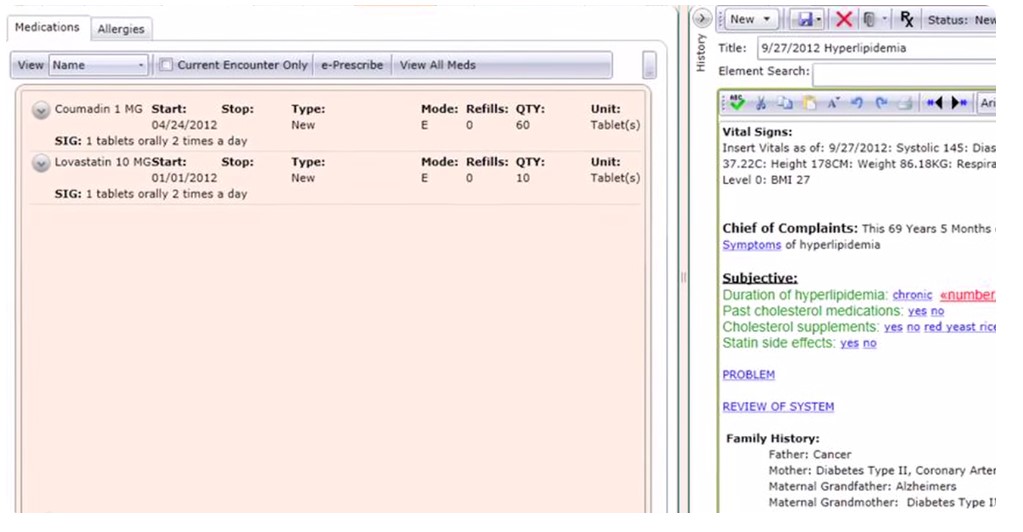 Medications Allergies
View Name Current Encounter Only e-Prescribe View All Meds
Coumadin 1 MG Start: Stop: Type: Mode: Refills: QTY: Unit:
04/24/2012 New E 0 60 Tablet(s)
SIG: 1 tablets orally 2 times a day
Lovastatin 10 MGStart: Stop: Type: Mode: Refills: QTY: Unit:
01/01/2012 New E 0 10 Tablet(s)
SIG: 1 tablets orally 2 times a day
History
New Rx Status: New
Title: 9/27/2012 Hyperlipidemia
Element Search:
ABC A Ari
Vital Signs:
Insert Vitals as of: 9/27/2012: Systolic 145: Dias
37.22C: Height 178CM: Weight 86.18KG: Respira
Level 0: BMI 27
Chief of Complaints: This 69 Years 5 Months
Symptoms of hyperlipidemia
Subjective:
Duration of hyperlipidemia: chronic «number
Past cholesterol medications: yes no
Cholesterol supplements: yes no red yeast rice
Statin side effects: yes no
PROBLEM
REVIEW OF SYSTEM
Family History:
Father: Cancer
Mother: Diabetes Type II, Coronary Arter
Maternal Grandfather: Alzheimers
Maternal Grandmother: Diabetes Type II